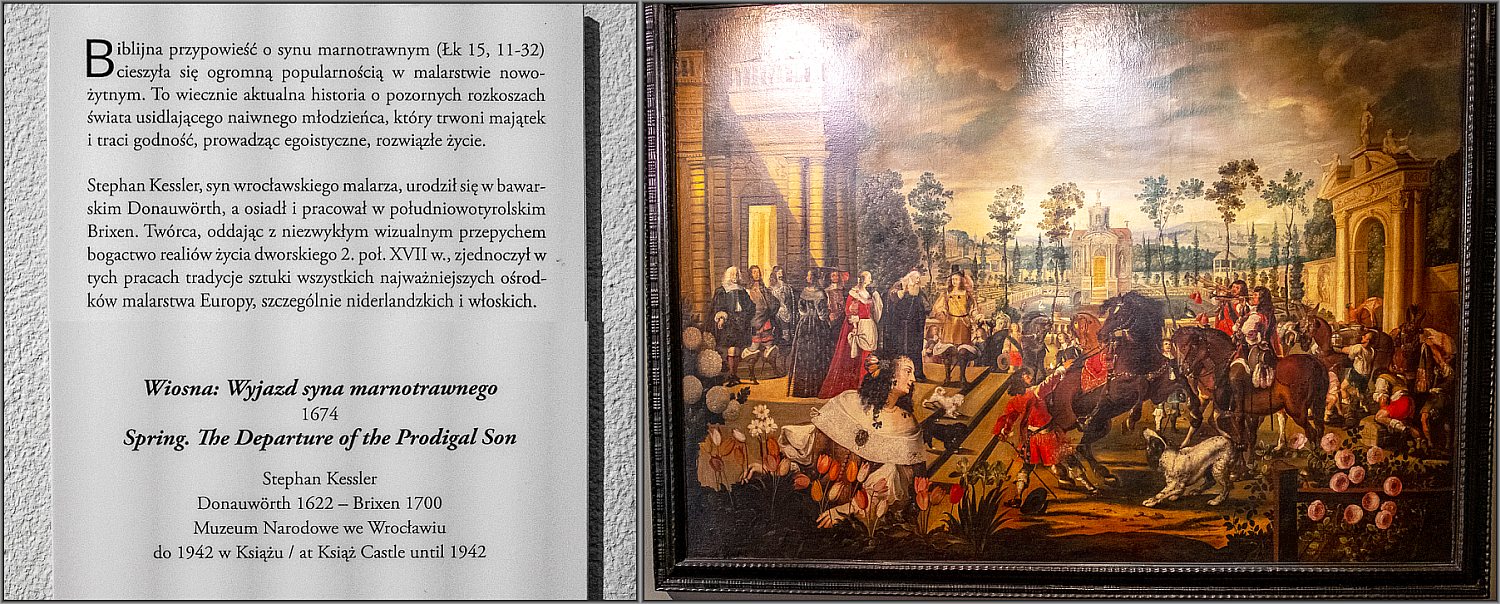 Biblijna przypowieść o synu marnotrawnym (Łk 15, 11-32)
cieszyła się ogromną popularnością w malarstwie nowo-
żytnym. To wiecznie aktualna historia o pozornych rozkoszach
świata usidlającego naiwnego młodzieńca, który trwoni majątek
i traci godność, prowadząc egoistyczne, rozwiązłe życie.
Stephan Kessler, syn wrocławskiego malarza, urodził się w bawar-
skim Donauwörth, a osiadł i pracował w południowotyrolskim
Brixen. Twórca, oddając z niezwykłym wizualnym przepychem
bogactwo realiów życia dworskiego 2. poł. XVII w., zjednoczył w
tych pracach tradycje sztuki wszystkich najważniejszych ośrod-
ków malarstwa Europy, szczególnie niderlandzkich i włoskich.
Wiosna: Wyjazd syna marnotrawnego
1674
Spring. The Departure of the Prodigal Son
Stephan Kessler
Donauwörth 1622 – Brixen 1700
Muzeum Narodowe we Wrocławiu
do 1942 w Książu / at Książ Castle until 1942